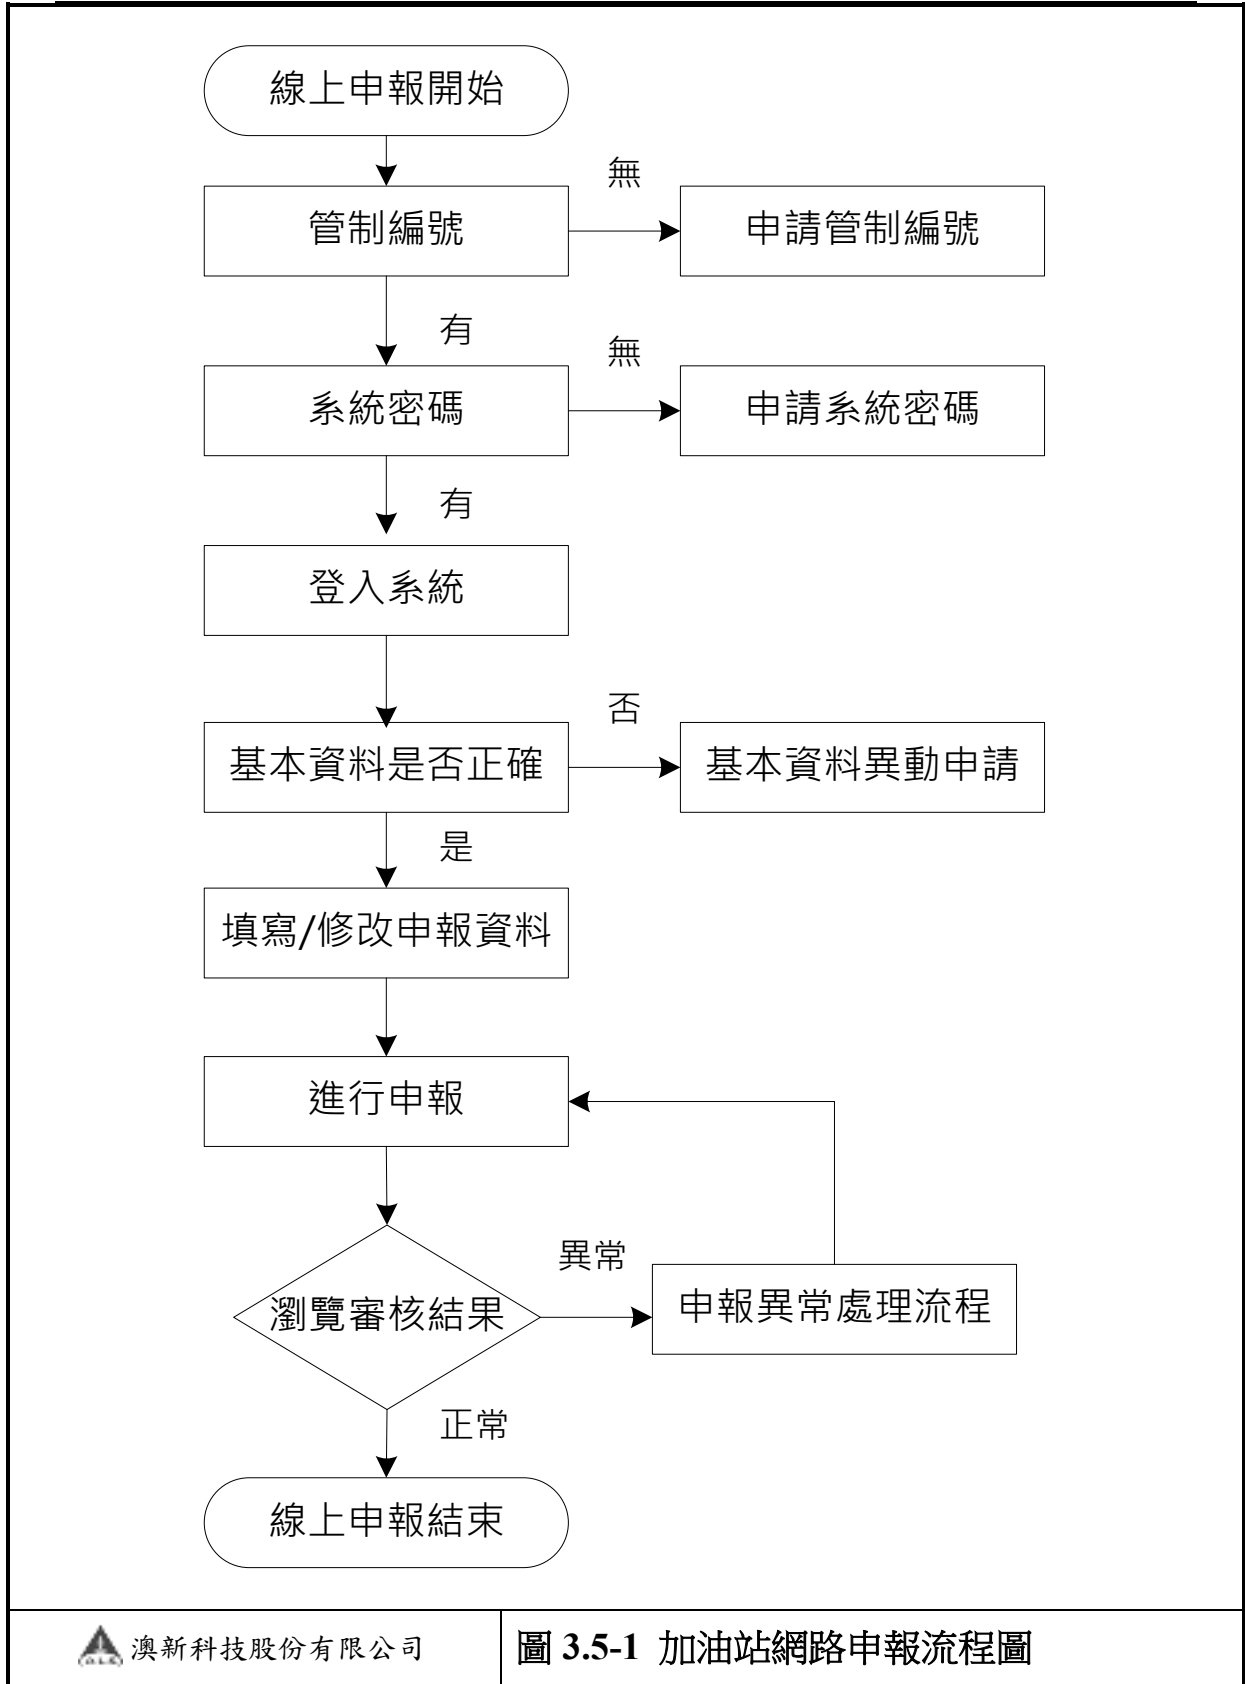 線上申報開始
無
管制編號
申請管制編號
有
無
系統密碼
申請系統密碼
有
登入系統
否
基本資料是否正確
基本資料異動申請
是
填寫/修改申報資料
進行申報
異常
瀏覽審核結果
申報異常處理流程
正常
線上申報結束
澳新科技股份有限公司
圖 3.5-1 加油站網路申報流程圖